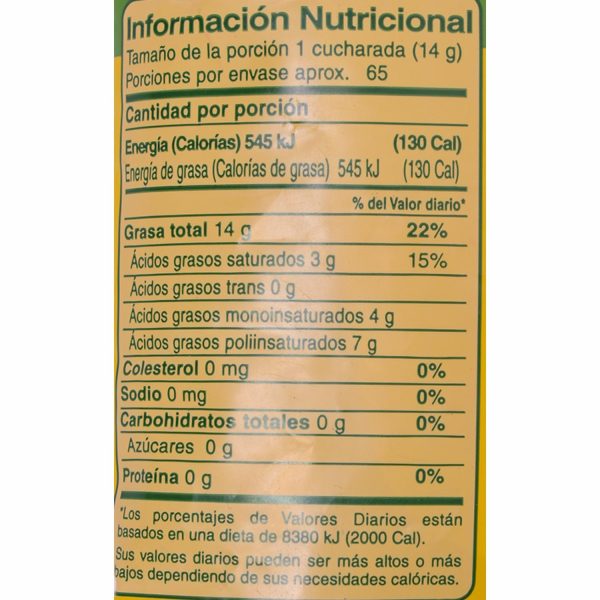 Información Nutricional
Tamaño de la porción 1 cucharada (14 g)
Porciones por envase aprox. 65
Cantidad por porción
Energía (Calorías) 545 kJ (130 Cal)
Energía de grasa (Calorías de grasa) 545 kJ (130 Cal)
% del Valor diario*
Grasa total 14 g 22%
Ácidos grasos saturados 3 g 15%
Ácidos grasos trans 0 g
Ácidos grasos monoinsaturados 4 g
Ácidos grasos poliinsaturados 7 g
Colesterol 0 mg 0%
Sodio 0 mg 0%
Carbohidratos totales 0 g 0%
Azúcares 0 g
Proteína 0 g 0%
*Los porcentajes de Valores Diarios están
basados en una dieta de 8380 kJ (2000 Cal).
Sus valores diarios pueden ser más altos o más
bajos dependiendo de sus necesidades calóricas.